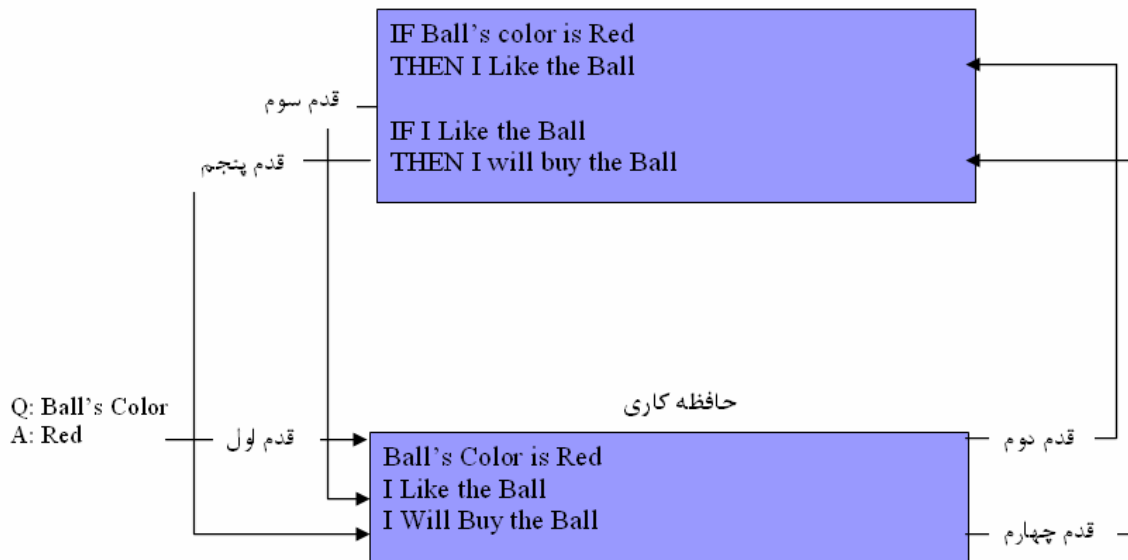 IF Ball's color is Red
THEN I Like the Ball
قدم سوم
IF I Like the Ball
THEN I will buy the Ball
قدم پنجم
حافظه کاری
Q: Ball's Color
A: Red
قدم اول
Ball's Color is Red
I Like the Ball
I Will Buy the Ball
قدم دوم
قدم چهارم